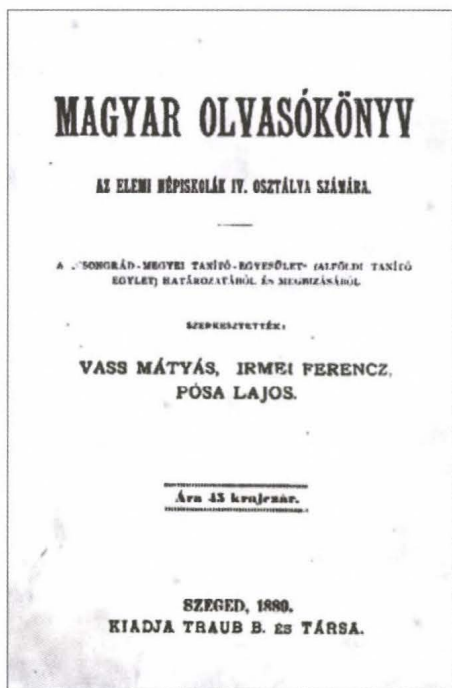 MAGYAR OLVASÓKÖNYV
AZ ELEMI NÉPISKOLÁK IV. OSZTÁLYA SZÁMÁRA.
A „CSONGRÁD-MEGYEI TANÍTÓ-EGYESÜLET“ (ALFÖLDI TANÍTÓ
EGYLET) HATÁROZATÁBÓL ÉS MEGBIZÁSÁBÓL
SZERKESZTETTÉK:
VASS MÁTYÁS, IRMEI FERENCZ,
PÓSA LAJOS.
Ára 45 krajczár.
SZEGED, 1880.
KIADJA TRAUB B. ÉS TÁRSA.